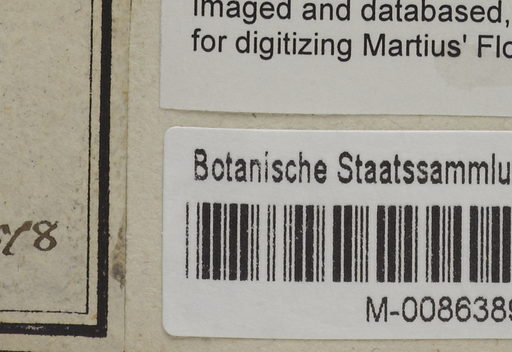 Imaged and databased,
for digitizing Martius' Flo
Botanische Staatssammlu
M-0086389